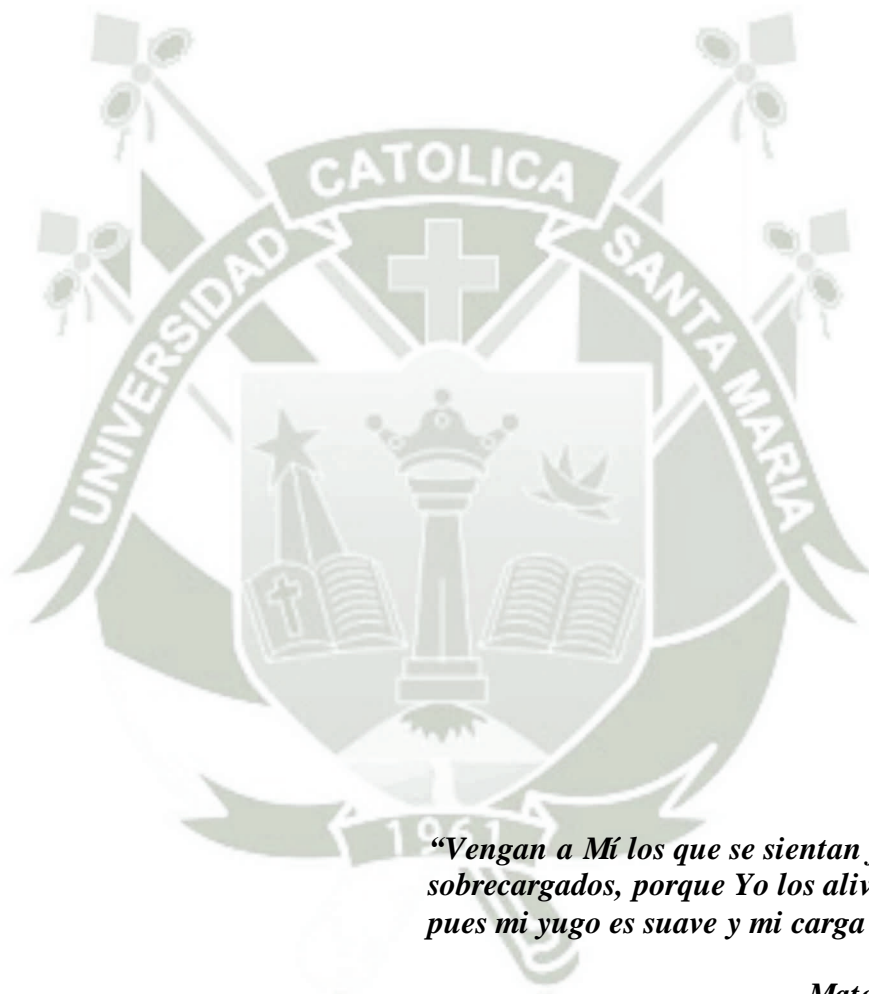 CATOLICA
UNIVERSIDAD
SANTA MARIA
1961
“Vengan a Mí los que se sientan
sobrecargados, porque Yo los
pues mi yugo es suave y mi carga